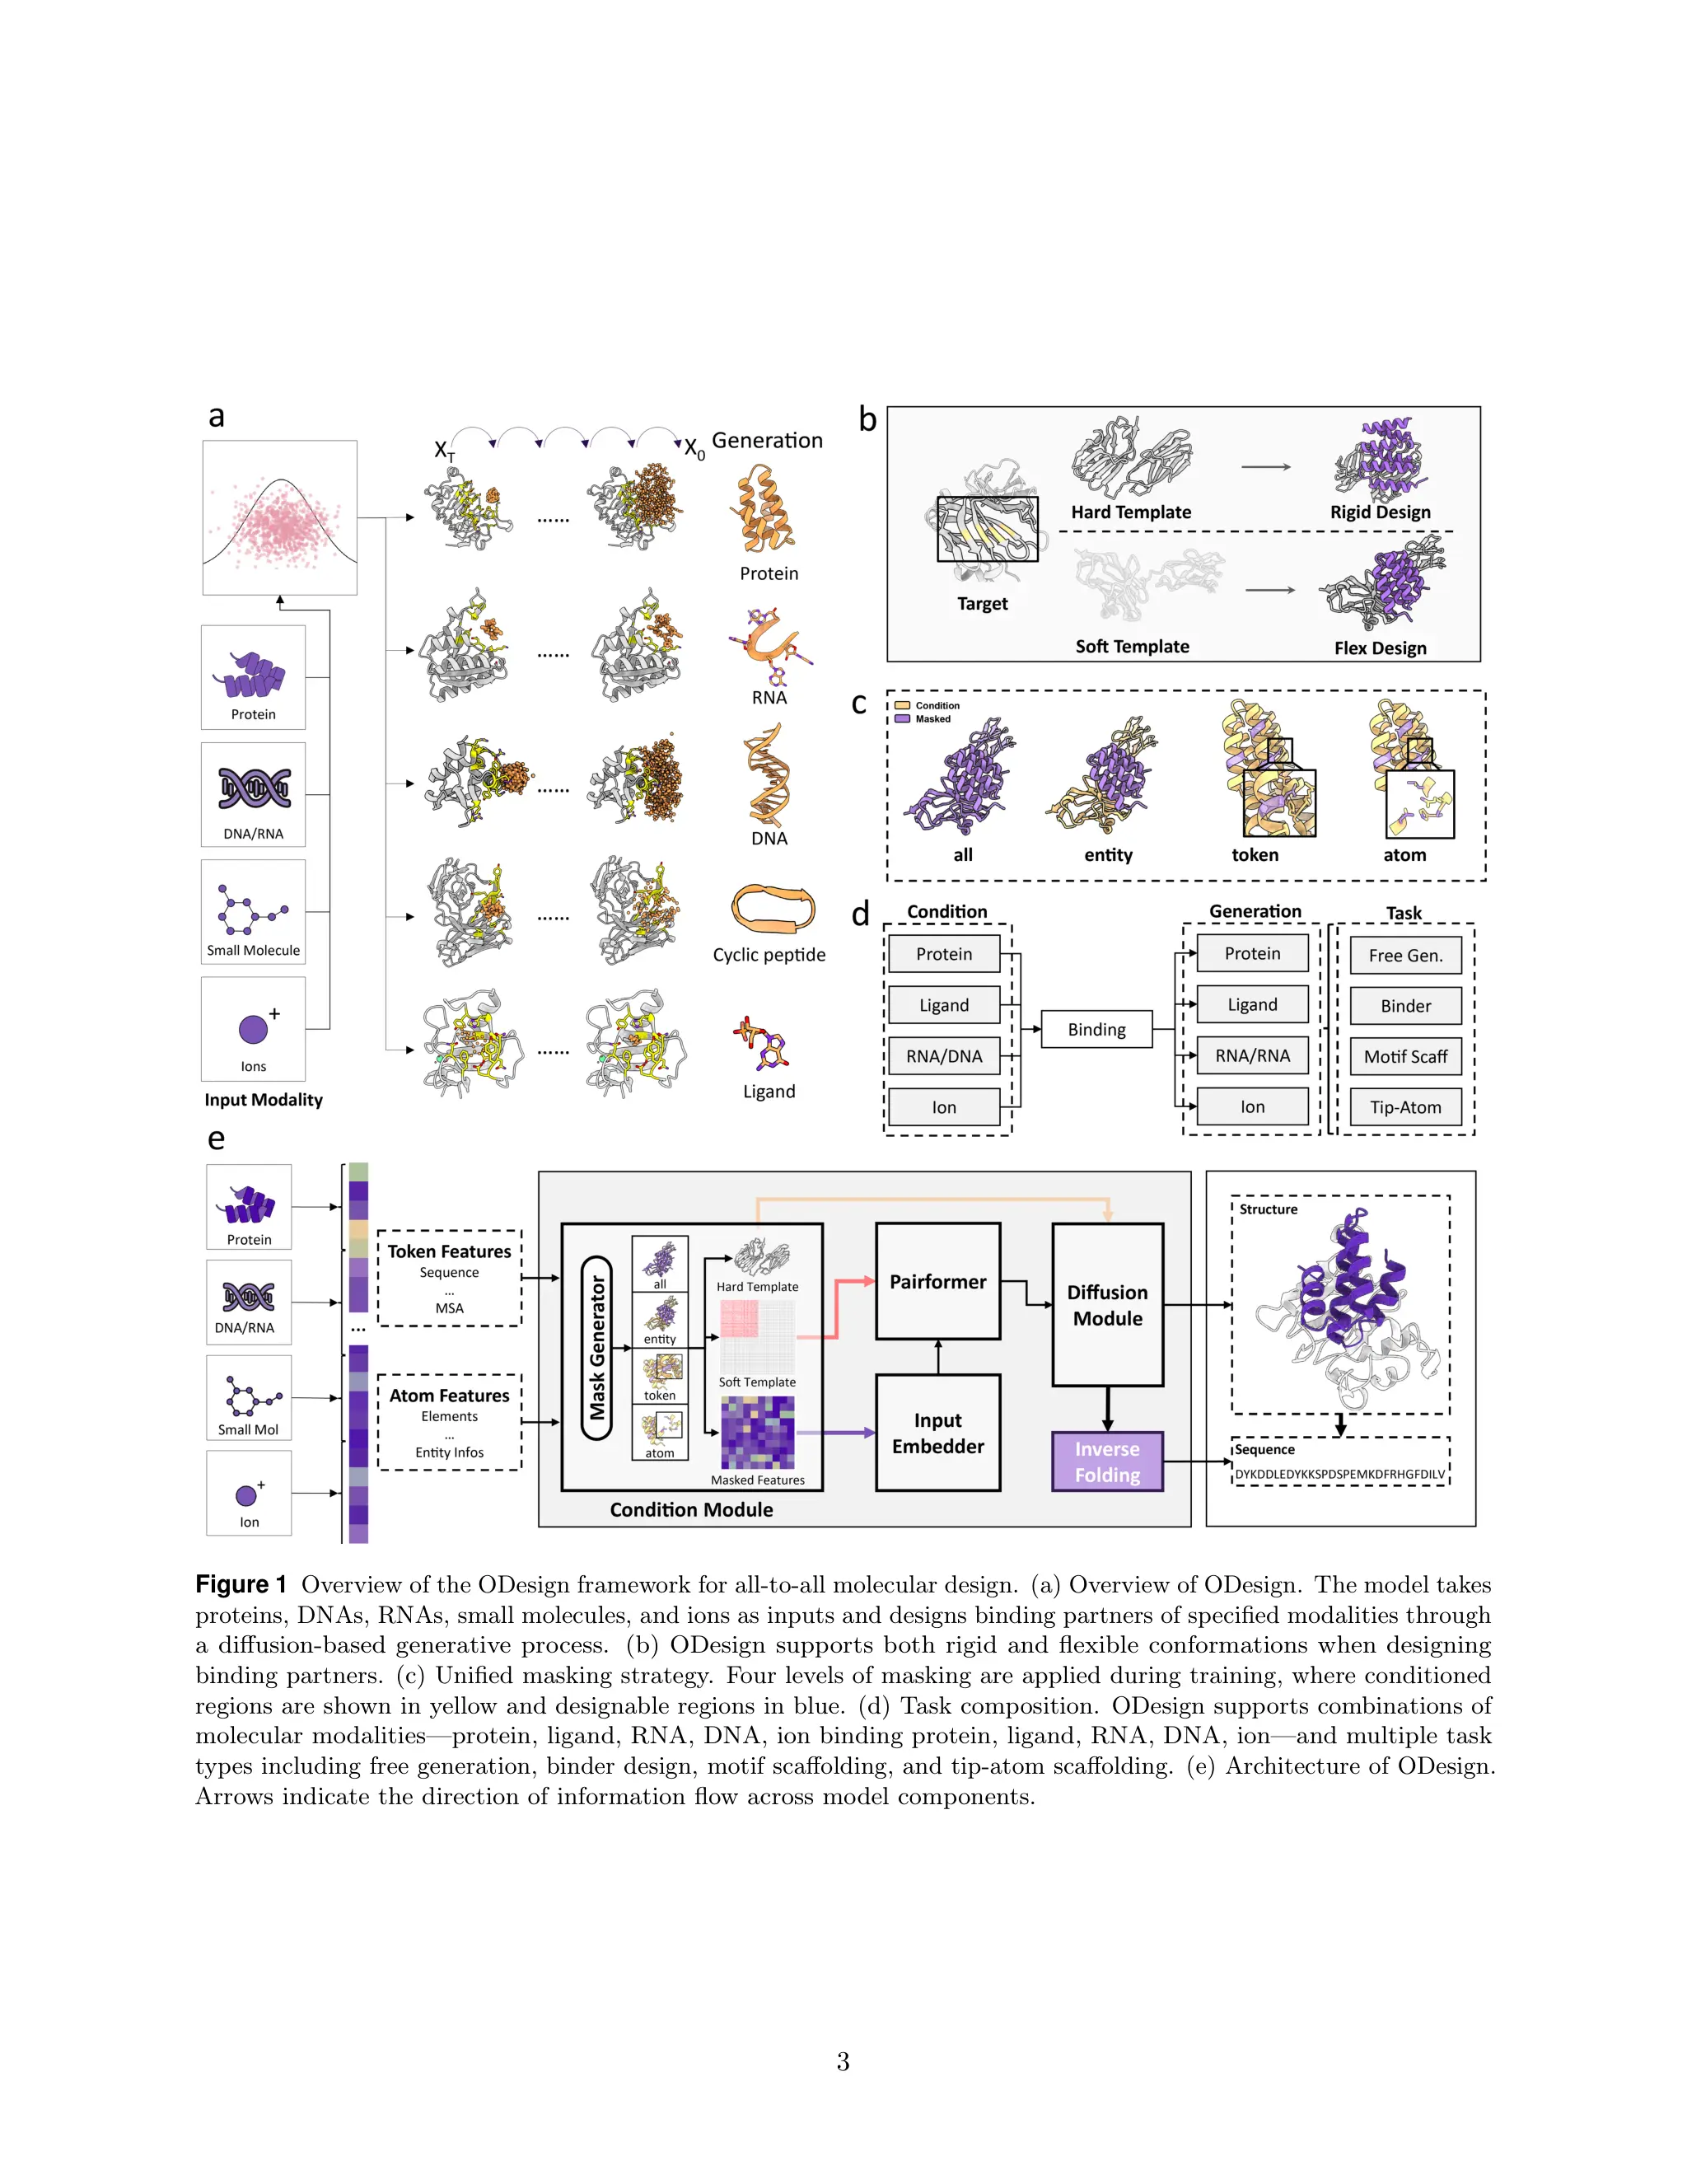 a
X_T
X_0
Generation
Protein
RNA
DNA
Cyclic peptide
Ligand
......
......
......
......
......
Protein
DNA/RNA
Small Molecule
+
Ions
Input Modality
b
Target
Hard Template
Rigid Design
Soft Template
Flex Design
c
Condition
Masked
all
entity
token
atom
d
Condition
Protein
Ligand
RNA/DNA
Ion
Binding
Generation
Protein
Ligand
RNA/RNA
Ion
Task
Free Gen.
Binder
Motif Scaff
Tip-Atom
e
Protein
DNA/RNA
Small Mol
+
Ion
...
Token Features
Sequence
...
MSA
Atom Features
Elements
...
Entity Infos
Mask Generator
all
entity
token
atom
Hard Template
Soft Template
Masked Features
Condition Module
Pairformer
Input
Embedder
Diffusion
Module
Inverse
Folding
Structure
Sequence
DYKDDLEDYKKSPDSPEMKDFRHGFDILV
Figure 1 Overview of the ODesign framework for all-to-all molecular design. (a) Overview of ODesign. The model takes
proteins, DNAs, RNAs, small molecules, and ions as inputs and designs binding partners of specified modalities through
a diffusion-based generative process. (b) ODesign supports both rigid and flexible conformations when designing
binding partners. (c) Unified masking strategy. Four levels of masking are applied during training, where conditioned
regions are shown in yellow and designable regions in blue. (d) Task composition. ODesign supports combinations of
molecular modalities—protein, ligand, RNA, DNA, ion binding protein, ligand, RNA, DNA, ion—and multiple task
types including free generation, binder design, motif scaffolding, and tip-atom scaffolding. (e) Architecture of ODesign.
Arrows indicate the direction of information flow across model components.
3